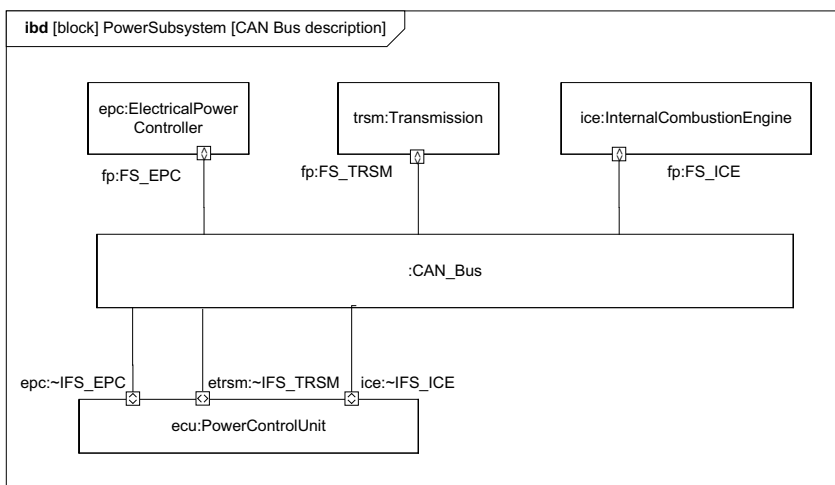 ibd [block] PowerSubsystem [CAN Bus description]
epc:ElectricalPower
Controller
trsm:Transmission
ice:InternalCombustionEngine
fp:FS_EPC
fp:FS_TRSM
fp:FS_ICE
:CAN_Bus
epc:~IFS_EPC
etrsm:~IFS_TRSM
ice:~IFS_ICE
ecu:PowerControlUnit